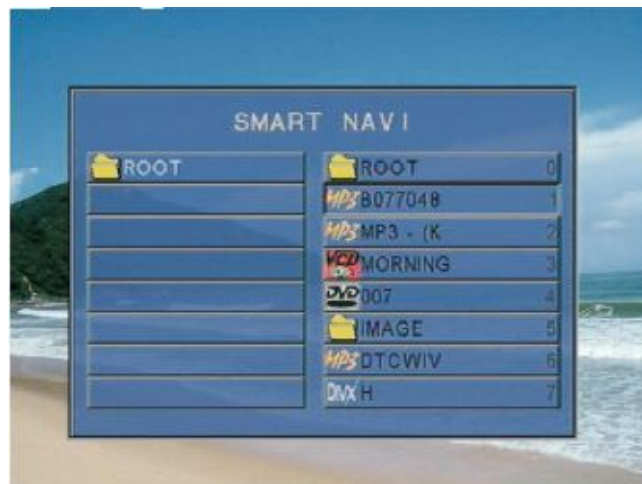 SMART NAVI
ROOT
ROOT 0
MP3 B077048 1
MP3 MP3 - (K 2
VCD MORNING 3
DVD 007 4
IMAGE 5
MP3 DTCWIV 6
DIVX H 7